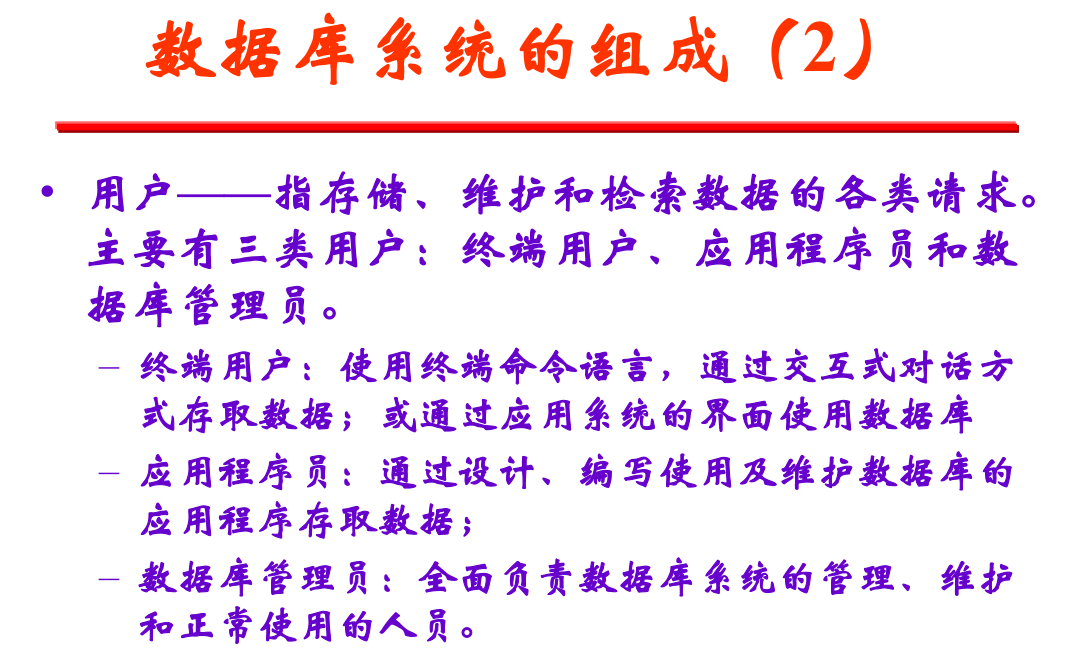 数据库系统的组成（2）
• 用户——指存储、维护和检索数据的各类请求。
主要有三类用户：终端用户、应用程序员和数
据库管理员。
– 终端用户：使用终端命令语言，通过交互式对话方
式存取数据；或通过应用系统的界面使用数据库
– 应用程序员：通过设计、编写使用及维护数据库的
应用程序存取数据；
– 数据库管理员：全面负责数据库系统的管理、维护
和正常使用的人员。